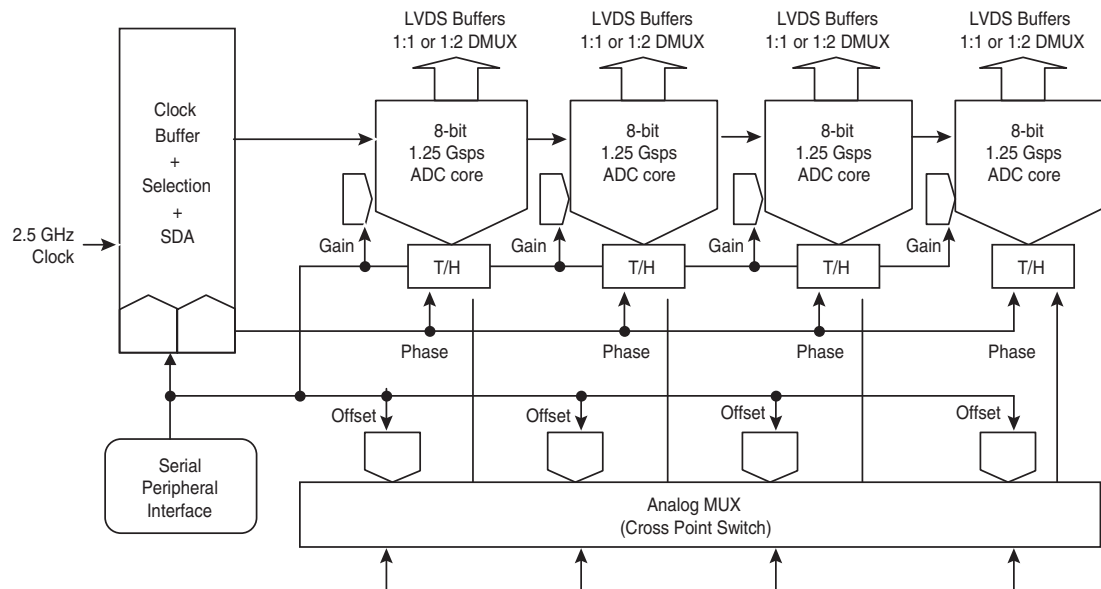 LVDS Buffers
1:1 or 1:2 DMUX
LVDS Buffers
1:1 or 1:2 DMUX
LVDS Buffers
1:1 or 1:2 DMUX
LVDS Buffers
1:1 or 1:2 DMUX
Clock
Buffer
+
Selection
+
SDA
2.5 GHz
Clock
8-bit
1.25 Gsps
ADC core
8-bit
1.25 Gsps
ADC core
8-bit
1.25 Gsps
ADC core
8-bit
1.25 Gsps
ADC core
Gain
Gain
Gain
Gain
T/H
T/H
T/H
T/H
Phase
Phase
Phase
Phase
Offset
Offset
Offset
Offset
Serial
Peripheral
Interface
Analog MUX
(Cross Point Switch)